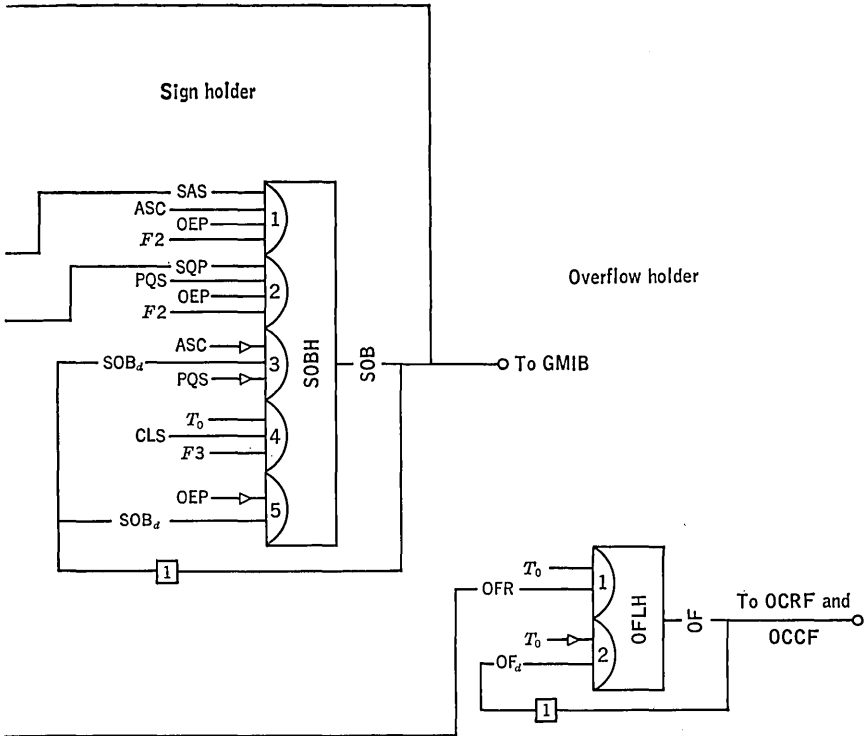 Sign holder
SAS
ASC
OEP
F2
1
SQP
PQS
OEP
F2
2
Overflow holder
ASC
SOBd
PQS
3
SOBH
SOB
To GMIB
T0
CLS
F3
4
OEP
SOBd
5
1
T0
OFR
1
T0
OFd
2
OFLH
OF
To OCRF and
OCCF
1